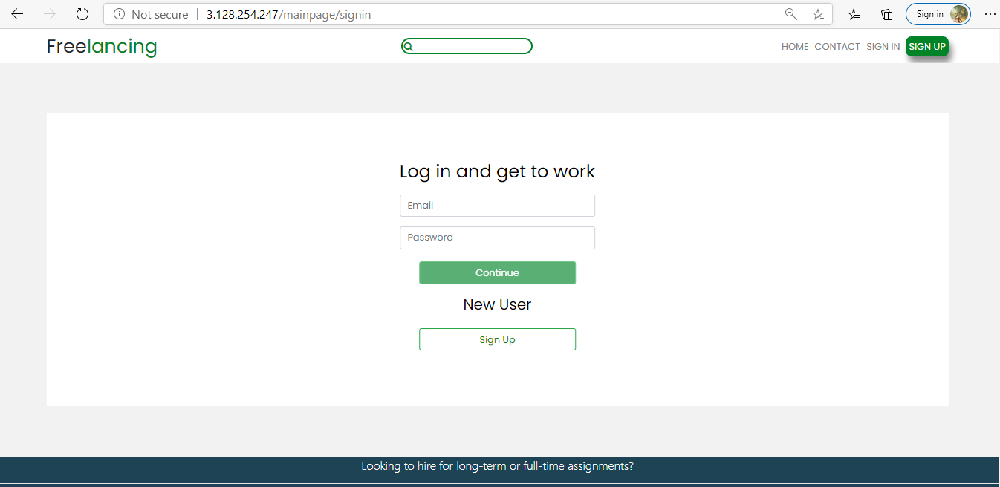 Not secure 3.128.254.247/mainpage/signin Sign in
Freelancing HOME CONTACT SIGN IN SIGN UP
Log in and get to work
Email
Password
Continue
New User
Sign Up
Looking to hire for long-term or full-time assignments?